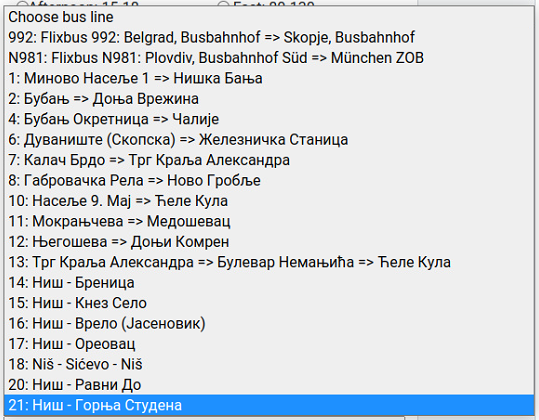 Choose bus line
992: Flixbus 992: Belgrad, Busbahnhof => Skopje, Busbahnhof
N981: Flixbus N981: Plovdiv, Busbahnhof Süd => München ZOB
1: Миново Насеље 1 => Нишка Бања
2: Бубањ => Доња Врежина
4: Бубањ Окретница => Чалије
6: Дуваниште (Скопска) => Железничка Станица
7: Калач Брдо => Трг Краља Александра
8: Габровачка Рела => Ново Гробље
10: Насеље 9. Мај => Ћеле Кула
11: Мокрањчева => Медошевац
12: Његошева => Доњи Комрен
13: Трг Краља Александра => Булевар Немањића => Ћеле Кула
14: Ниш - Бреница
15: Ниш - Кнез Село
16: Ниш - Врело (Јасеновик)
17: Ниш - Ореовац
18: Niš - Sićevo - Niš
20: Ниш - Равни До
21: Ниш - Горња Студена